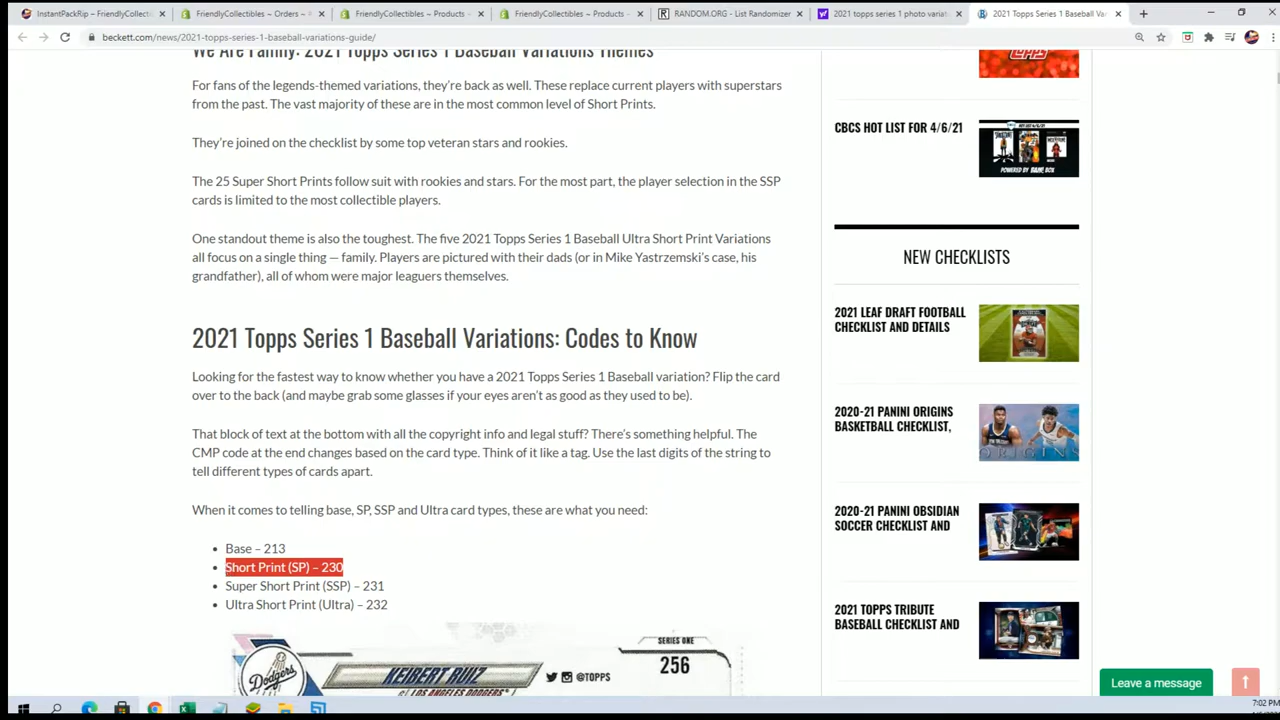 InstantPackRip ~ FriendlyCollecti
FriendlyCollectibles ~ Orders ~
FriendlyCollectibles ~ Products ~
FriendlyCollectibles ~ Products ~
RANDOM.ORG - List Randomizer
2021 topps series 1 photo variat
2021 Topps Series 1 Baseball Va
beckett.com/news/2021-topps-series-1-baseball-variations-guide/
We Are Family: 2021 Topps Series 1 Baseball Variations Themes
For fans of the legends-themed variations, they're back as well. These replace current players with superstars
from the past. The vast majority of these are in the most common level of Short Prints.
They're joined on the checklist by some top veteran stars and rookies.
The 25 Super Short Prints follow suit with rookies and stars. For the most part, the player selection in the SSP
cards is limited to the most collectible players.
One standout theme is also the toughest. The five 2021 Topps Series 1 Baseball Ultra Short Print Variations
all focus on a single thing — family. Players are pictured with their dads (or in Mike Yastrzemski's case, his
grandfather), all of whom were major leaguers themselves.
2021 Topps Series 1 Baseball Variations: Codes to Know
Looking for the fastest way to know whether you have a 2021 Topps Series 1 Baseball variation? Flip the card
over to the back (and maybe grab some glasses if your eyes aren't as good as they used to be).
That block of text at the bottom with all the copyright info and legal stuff? There's something helpful. The
CMP code at the end changes based on the card type. Think of it like a tag. Use the last digits of the string to
tell different types of cards apart.
When it comes to telling base, SP, SSP and Ultra card types, these are what you need:
• Base – 213
• Short Print (SP) – 230
• Super Short Print (SSP) – 231
• Ultra Short Print (Ultra) – 232
Dodgers
KEIBERT RUIZ
@TOPPS
SERIES ONE
256
TOPPS
CBCS HOT LIST FOR 4/6/21
NEW CHECKLISTS
2021 LEAF DRAFT FOOTBALL
CHECKLIST AND DETAILS
2020-21 PANINI ORIGINS
BASKETBALL CHECKLIST,
ORIGINS
2020-21 PANINI OBSIDIAN
SOCCER CHECKLIST AND
2021 TOPPS TRIBUTE
BASEBALL CHECKLIST AND
Leave a message
7:02 PM